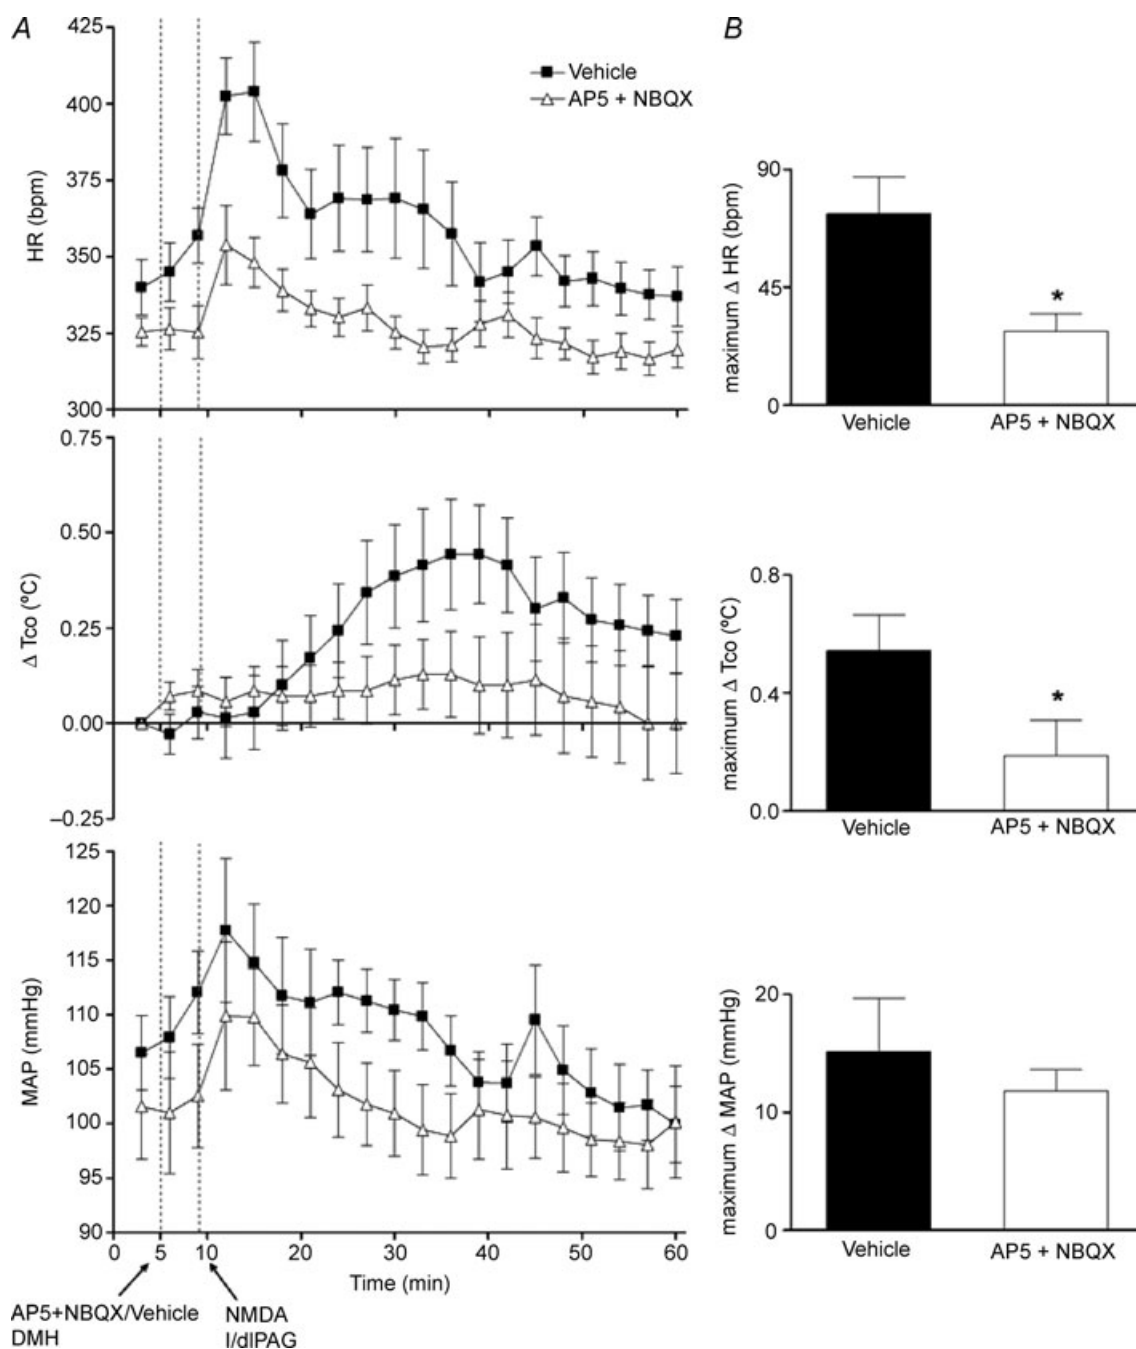 A
B
425
400
375
350
325
300
HR (bpm)
Vehicle
AP5 + NBQX
90
45
0
maximum Δ HR (bpm)
*
Vehicle
AP5 + NBQX
0.75
0.50
0.25
0.00
–0.25
Δ Tco (ºC)
0.8
0.4
0.0
maximum Δ Tco (ºC)
*
Vehicle
AP5 + NBQX
125
120
115
110
105
100
95
90
MAP (mmHg)
0 5 10 20 30 40 50 60
Time (min)
AP5+NBQX/Vehicle
DMH
NMDA
l/dlPAG
20
10
0
maximum Δ MAP (mmHg)
Vehicle
AP5 + NBQX